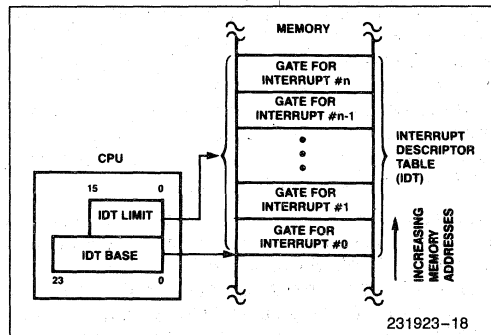 MEMORY
GATE FOR
INTERRUPT #n
GATE FOR
INTERRUPT #n-1
INTERRUPT
DESCRIPTOR
TABLE
(IDT)
CPU
15 0
IDT LIMIT
GATE FOR
INTERRUPT #1
IDT BASE
GATE FOR
INTERRUPT #0
23 0
INCREASING
MEMORY
ADDRESSES
231923-18